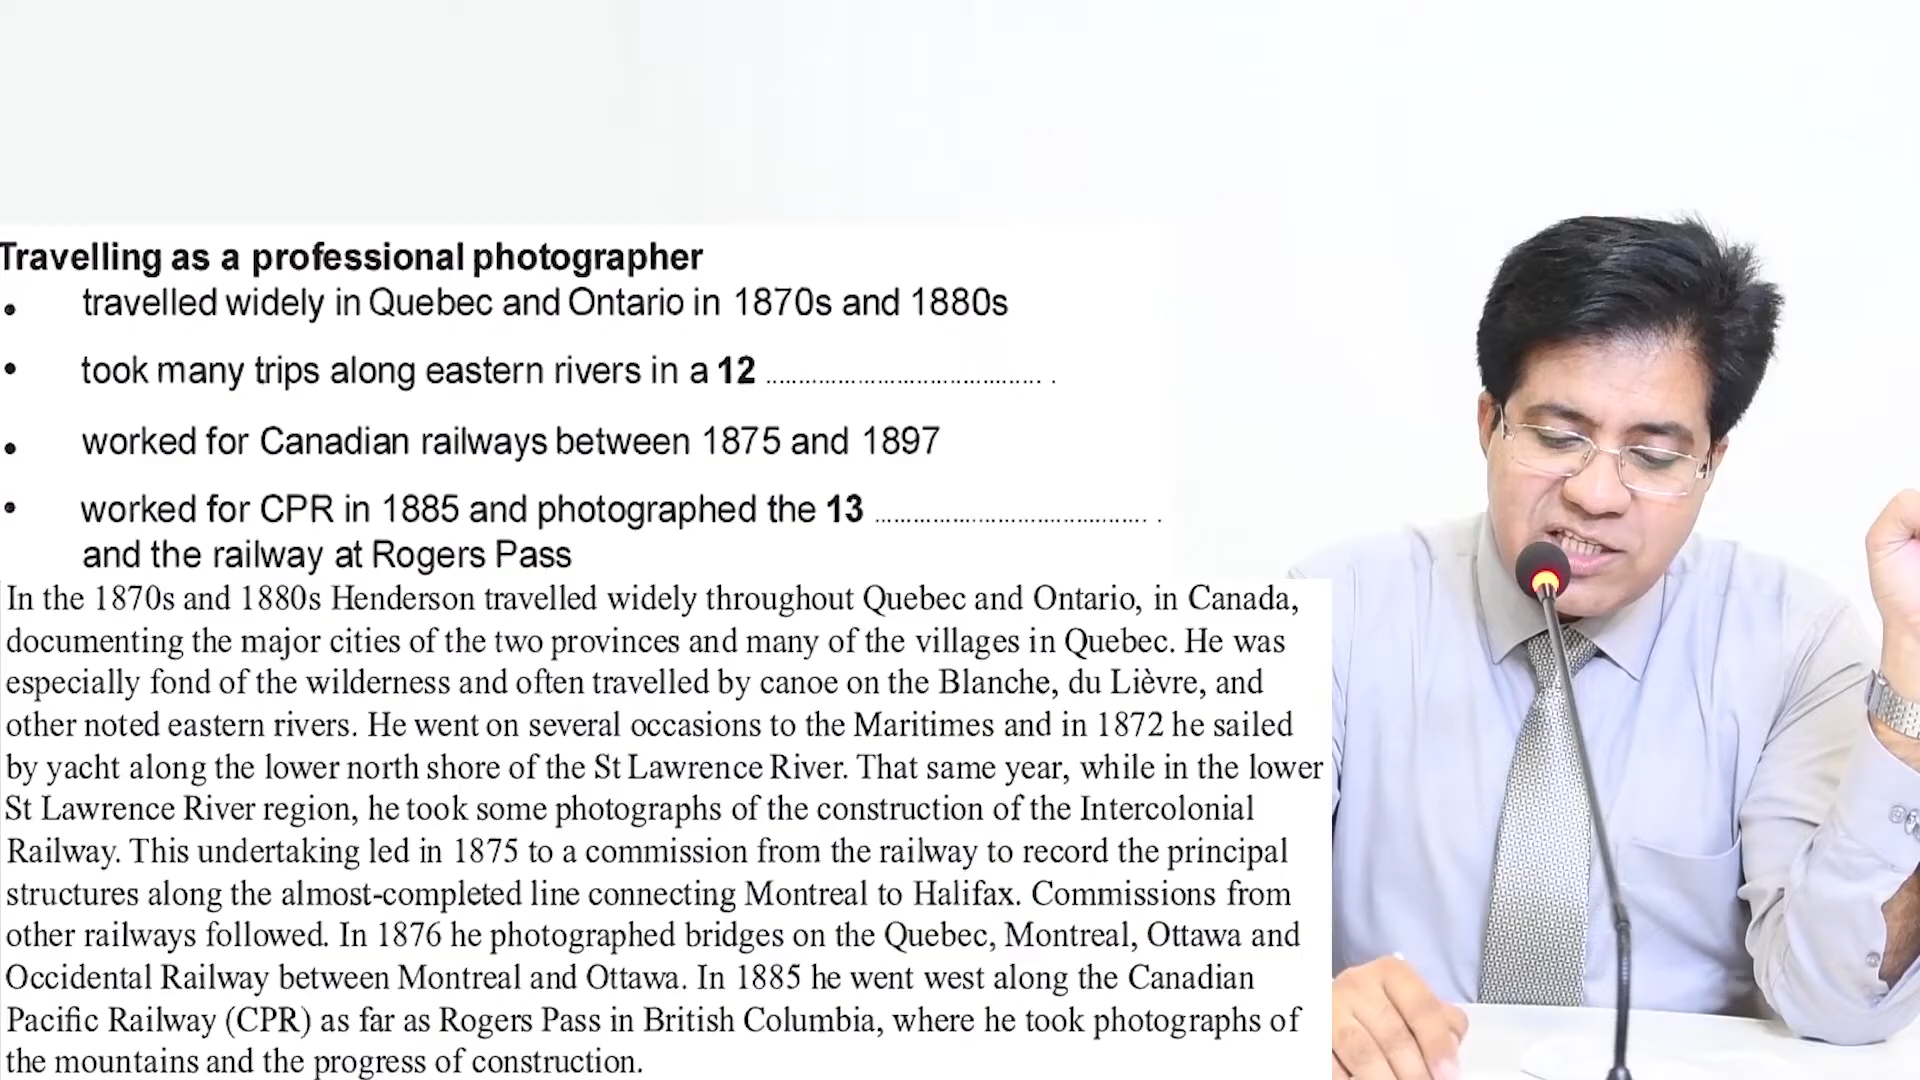 Travelling as a professional photographer
• travelled widely in Quebec and Ontario in 1870s and 1880s
• took many trips along eastern rivers in a 12 ........................................ .
• worked for Canadian railways between 1875 and 1897
• worked for CPR in 1885 and photographed the 13 ........................................ .
and the railway at Rogers Pass
In the 1870s and 1880s Henderson travelled widely throughout Quebec and Ontario, in Canada,
documenting the major cities of the two provinces and many of the villages in Quebec. He was
especially fond of the wilderness and often travelled by canoe on the Blanche, du Lièvre, and
other noted eastern rivers. He went on several occasions to the Maritimes and in 1872 he sailed
by yacht along the lower north shore of the St Lawrence River. That same year, while in the lower
St Lawrence River region, he took some photographs of the construction of the Intercolonial
Railway. This undertaking led in 1875 to a commission from the railway to record the principal
structures along the almost-completed line connecting Montreal to Halifax. Commissions from
other railways followed. In 1876 he photographed bridges on the Quebec, Montreal, Ottawa and
Occidental Railway between Montreal and Ottawa. In 1885 he went west along the Canadian
Pacific Railway (CPR) as far as Rogers Pass in British Columbia, where he took photographs of
the mountains and the progress of construction.